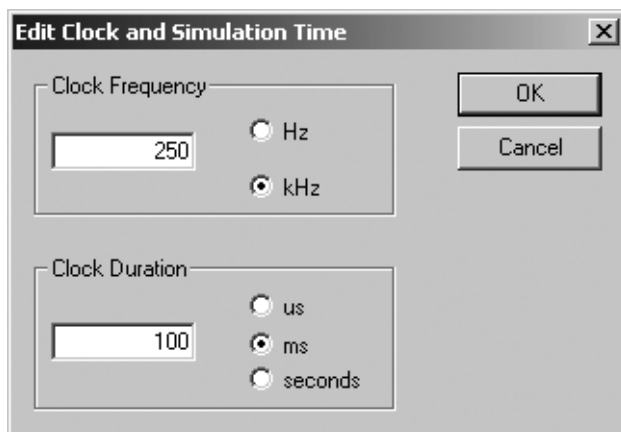 Edit Clock and Simulation Time
Clock Frequency
250
Hz
kHz
OK
Cancel
Clock Duration
100
us
ms
seconds